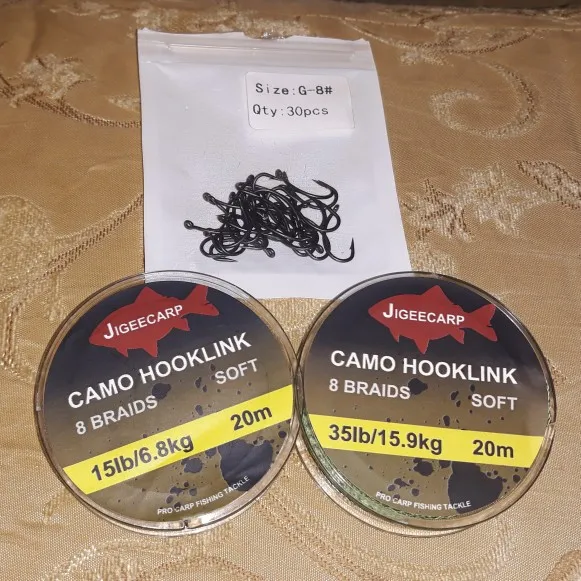 Size:G-8#
Qty:30pcs
JIGEECARP
CAMO HOOKLINK
8 BRAIDS SOFT
15lb/6.8kg 20m
PRO CARP FISHING TACKLE
JIGEECARP
CAMO HOOKLINK
8 BRAIDS SOFT
35lb/15.9kg 20m
PRO CARP FISHING TACKLE